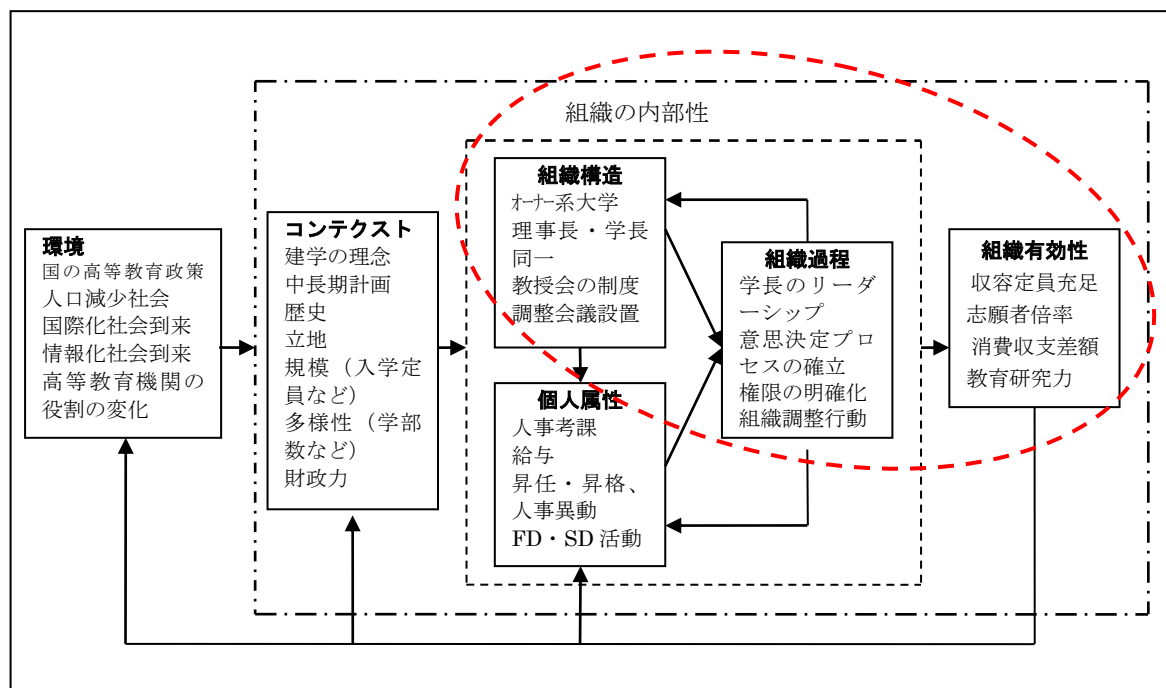 組織の内部性
環境
国の高等教育政策
人口減少社会
国際化社会到来
情報化社会到来
高等教育機関の
役割の変化
コンテクスト
建学の理念
中長期計画
歴史
立地
規模（入学定
員など）
多様性（学部
数など）
財政力
組織構造
ｵｰﾅｰ系大学
理事長・学長
同一
教授会の制度
調整会議設置
個人属性
人事考課
給与
昇任・昇格、
人事異動
FD・SD 活動
組織過程
学長のリーダ
ーシップ
意思決定プロ
セスの確立
権限の明確化
組織調整行動
組織有効性
収容定員充足
志願者倍率
消費収支差額
教育研究力